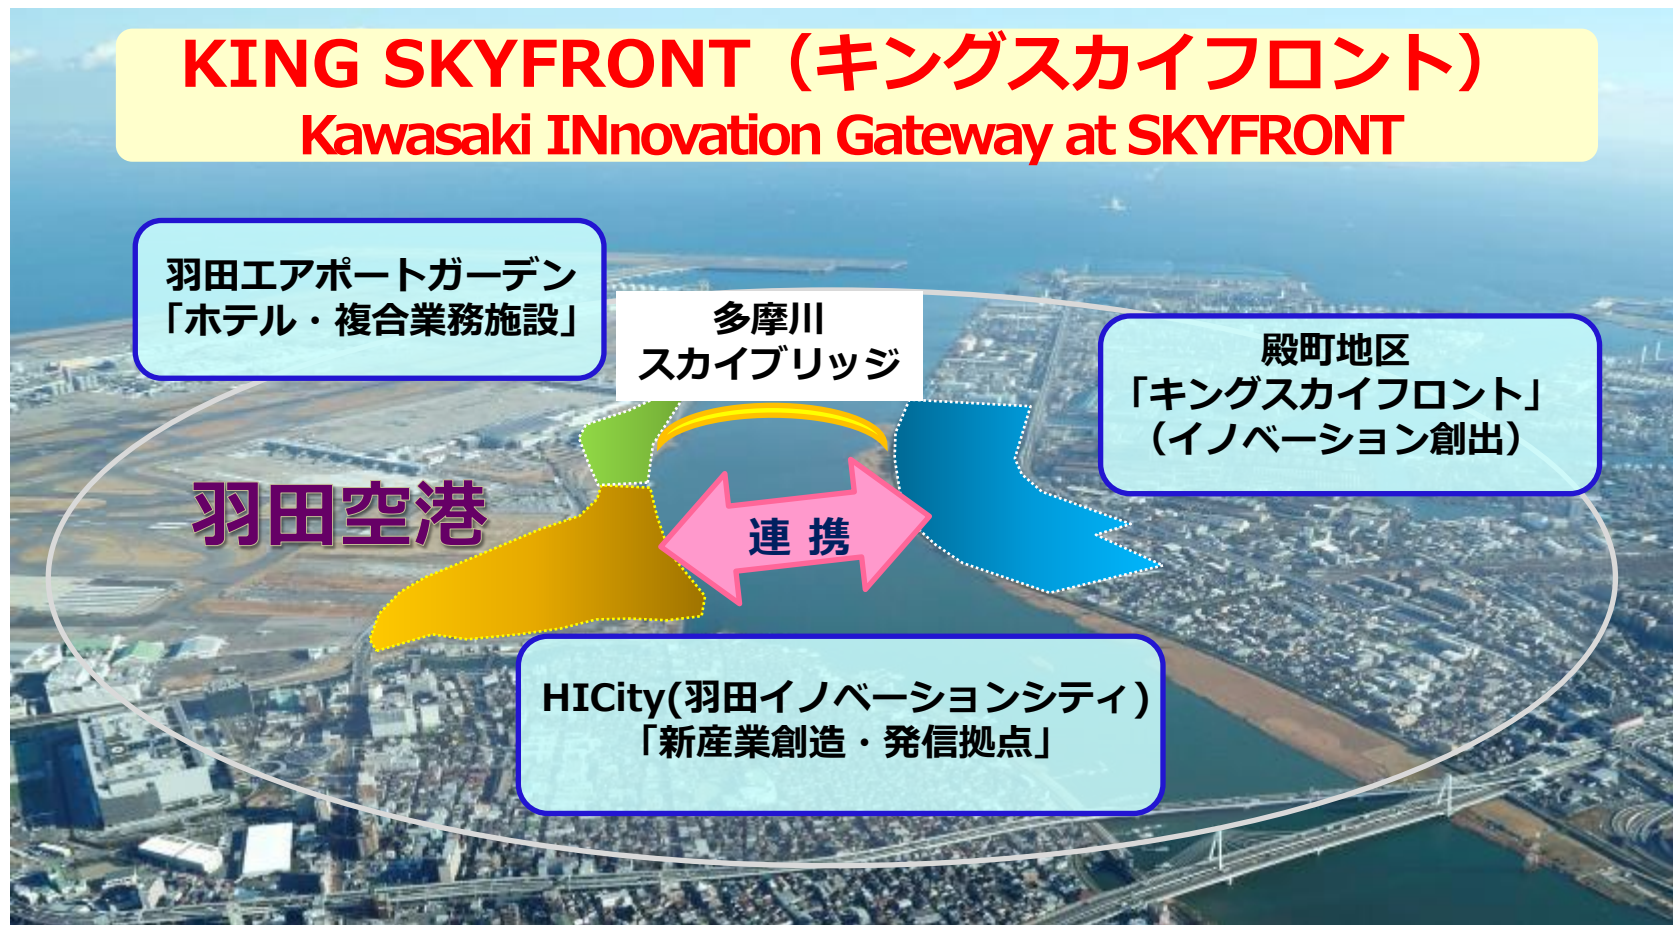 KING SKYFRONT（キングスカイフロント）
Kawasaki INnovation Gateway at SKYFRONT
羽田エアポートガーデン
「ホテル・複合業務施設」
多摩川
スカイブリッジ
殿町地区
「キングスカイフロント」
（イノベーション創出）
羽田空港
連 携
HICity(羽田イノベーションシティ)
「新産業創造・発信拠点」